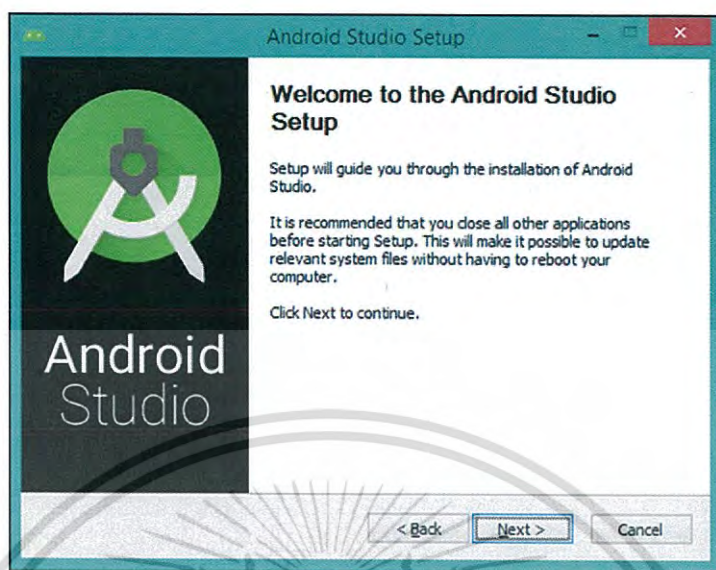 Android Studio Setup
Welcome to the Android Studio
Setup
Setup will guide you through the installation of Android
Studio.
It is recommended that you close all other applications
before starting Setup. This will make it possible to update
relevant system files without having to reboot your
computer.
Click Next to continue.
Android
Studio
< Back
Next >
Cancel